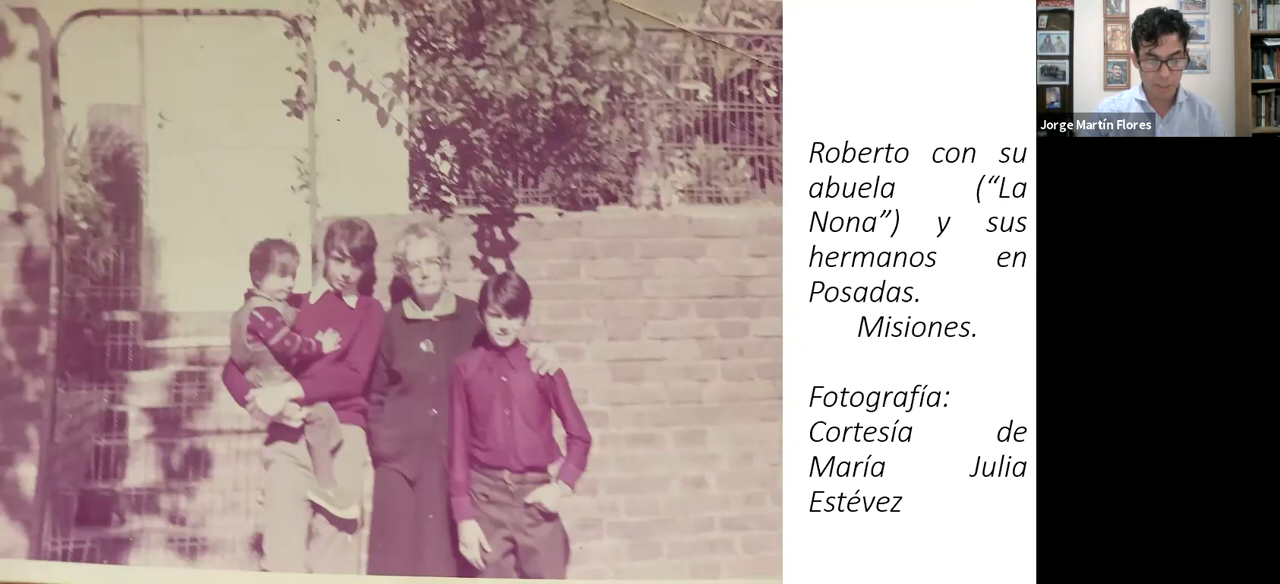 Roberto con su
abuela (“La
Nona”) y sus
hermanos en
Posadas.
Misiones.
Fotografía:
Cortesía de
María Julia
Estévez
Jorge Martín Flores